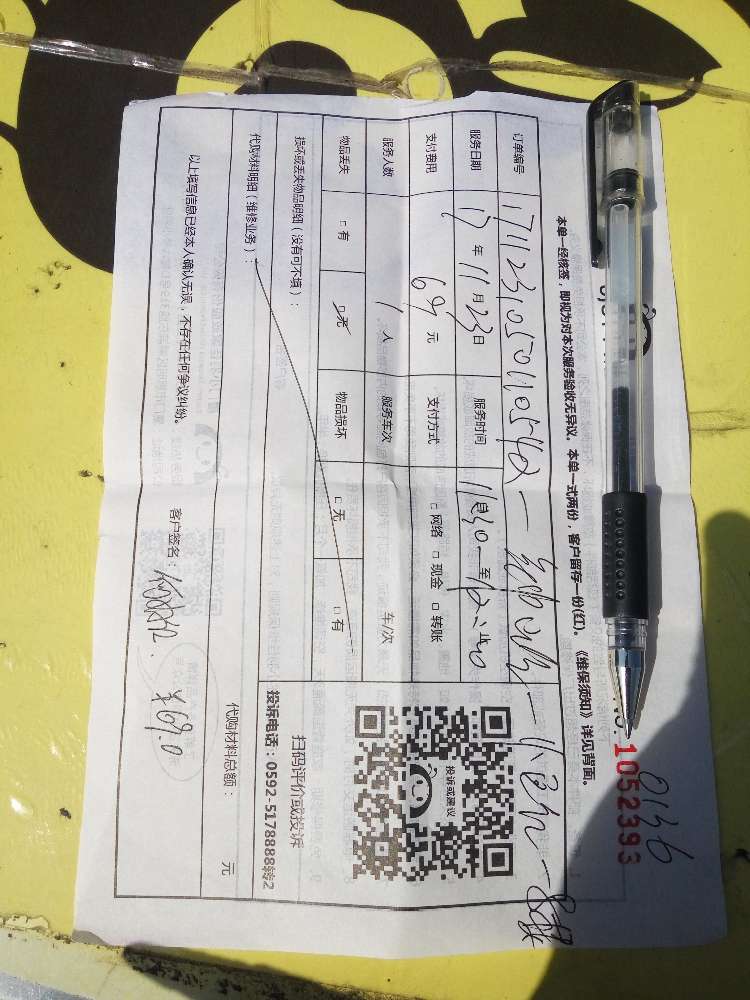 0136
1052393
本单一经核签，即视为对本次服务验收无异议。本单一式两份，客户留存一份(红)。《维保须知》详见背面。
订单编号
服务日期 17年11月23日 服务时间
支付费用 69元 支付方式 □网络 □现金 □转账
服务人数 1人 服务车次 车/次
物品丢失 □有 □无 物品损坏 □无 □有
损坏或丢失物品明细（没有可不填）：
代购材料明细（维修业务）：
投诉或建议
扫码评价或投诉
投诉电话：0592-5178888转2
代购材料总额： 元
以上填写信息已经本人确认无误，不存在任何争议纠纷。
客户签名： ¥69.0